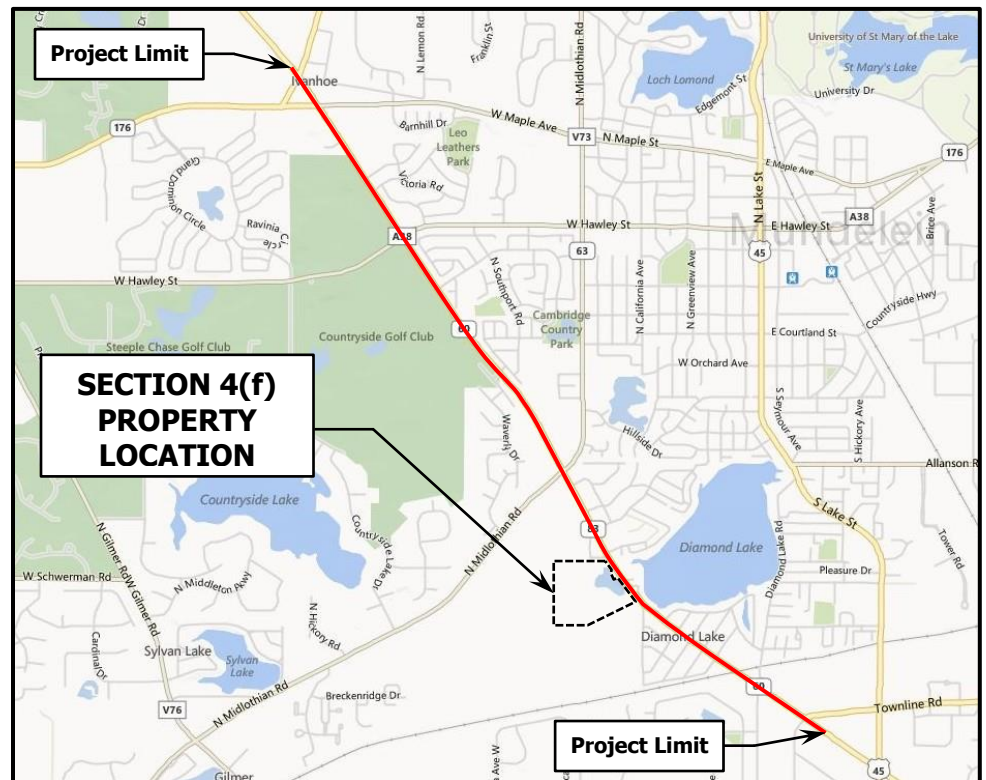 Project Limit
Ivanhoe
N Lemon Rd
Franklin St
N Midlothian Rd
Loch Lomond
Edgemont St
University of St Mary of the Lake
St Mary's Lake
University Dr
176
Barnhill Dr
Leo
Leathers
Park
W Maple Ave
V73
N Maple St
E Maple Ave
176
Grand Dominion Circle
Victoria Rd
N Lake St
Ravinia Circle
A38
W Hawley St
E Hawley St
A38
Brice Ave
Mundelein
63
45
W Hawley St
N Southport Rd
N California Ave
N Greenview Ave
Countryside Hwy
Steeple Chase Golf Club
Countryside Golf Club
60
Cambridge
Country
Park
E Courtland St
W Orchard Ave
SECTION 4(f)
PROPERTY
LOCATION
Waverly Dr
Hillside Dr
S Seymour Ave
S Hickory Ave
Allanson R
Countryside Lake
Countryside Lake Dr
N Midlothian Rd
83
Diamond Lake
Diamond Lake Rd
S Lake St
Tower Rd
N Gilmer Rd
W Gilmer Rd
W Schwerman Rd
N Middleton Pkwy
N Hickory Rd
Pleasure Dr
Cardinal Dr
Sylvan Lake
Sylvan
Lake
Diamond Lake
V76
N Midlothian Rd
Breckenridge Dr
60
Townline Rd
Project Limit
45
Gilmer